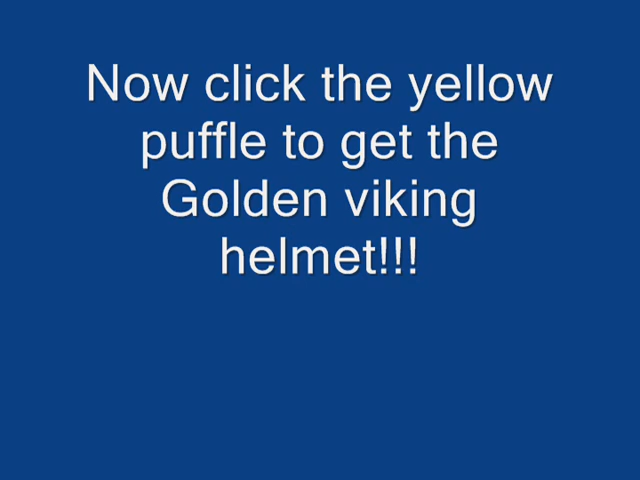 Now click the yellow
puffle to get the
Golden viking
helmet!!!